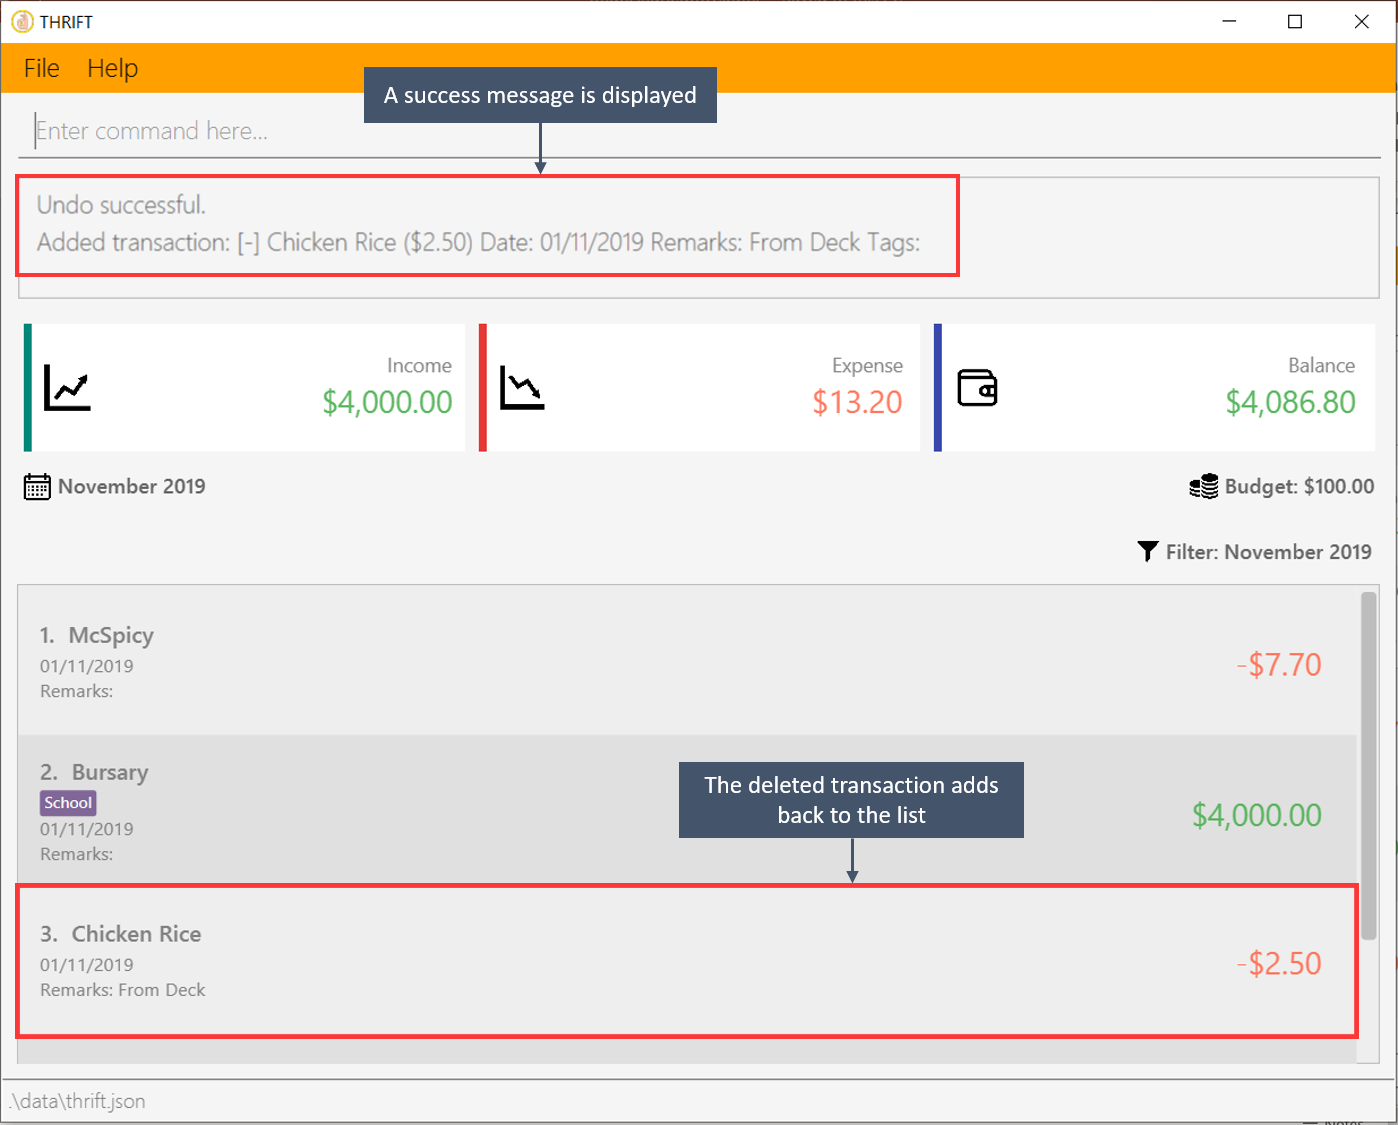 THRIFT
File Help
A success message is displayed
Enter command here...
Undo successful.
Added transaction: [-] Chicken Rice ($2.50) Date: 01/11/2019 Remarks: From Deck Tags:
Income
$4,000.00
Expense
$13.20
Balance
$4,086.80
November 2019
Budget: $100.00
Filter: November 2019
1. McSpicy
01/11/2019
Remarks:
-$7.70
2. Bursary
School
01/11/2019
Remarks:
$4,000.00
The deleted transaction adds
back to the list
3. Chicken Rice
01/11/2019
Remarks: From Deck
-$2.50
.\data\thrift.json